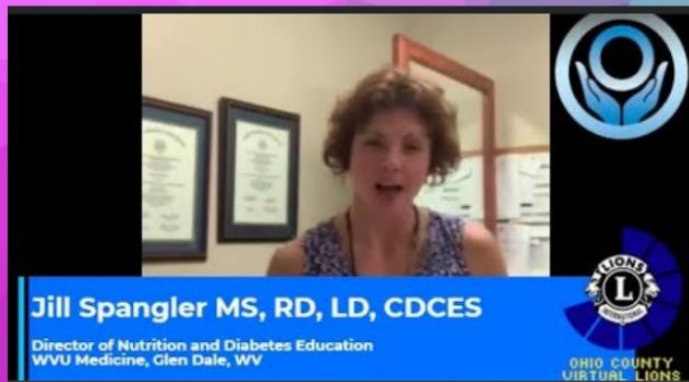 Jill Spangler MS, RD, LD, CDCES
Director of Nutrition and Diabetes Education
WVU Medicine, Glen Dale, WV
LIONS
L
INTERNATIONAL
OHIO COUNTY
VIRTUAL LIONS